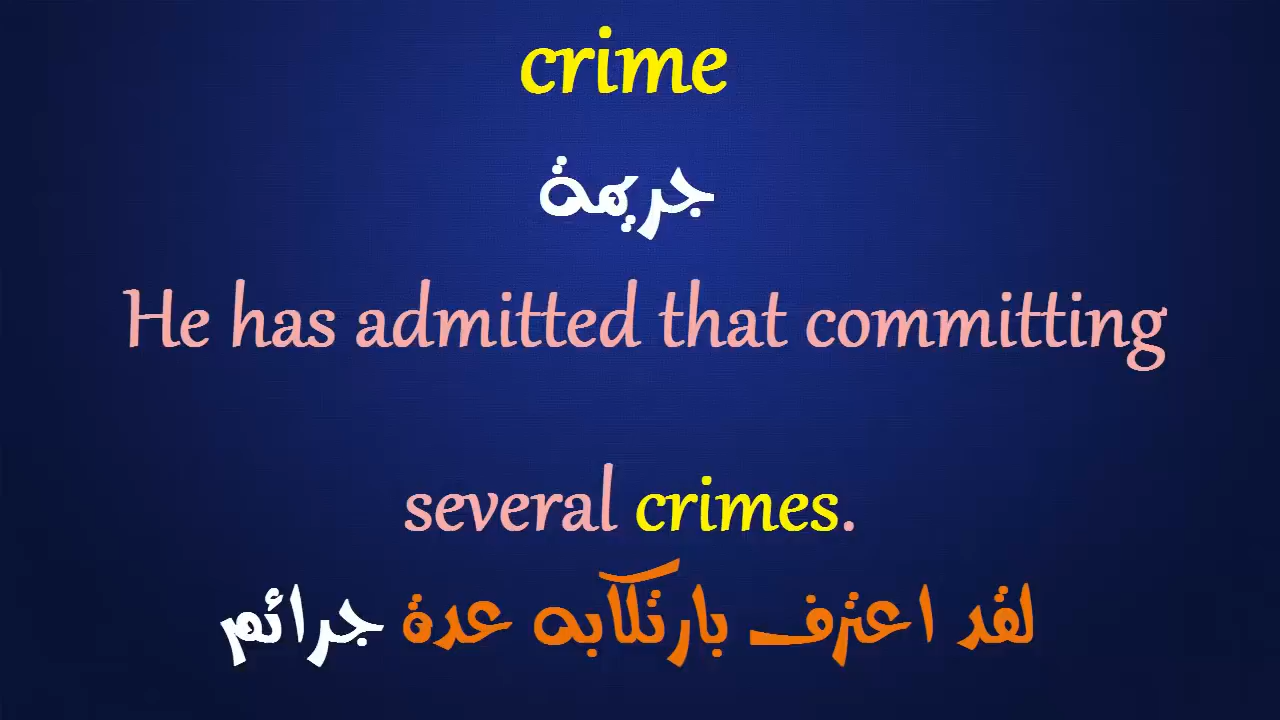 crime
جريمة
He has admitted that committing
several crimes.
لقد اعترف بارتكابه عدة جرائم